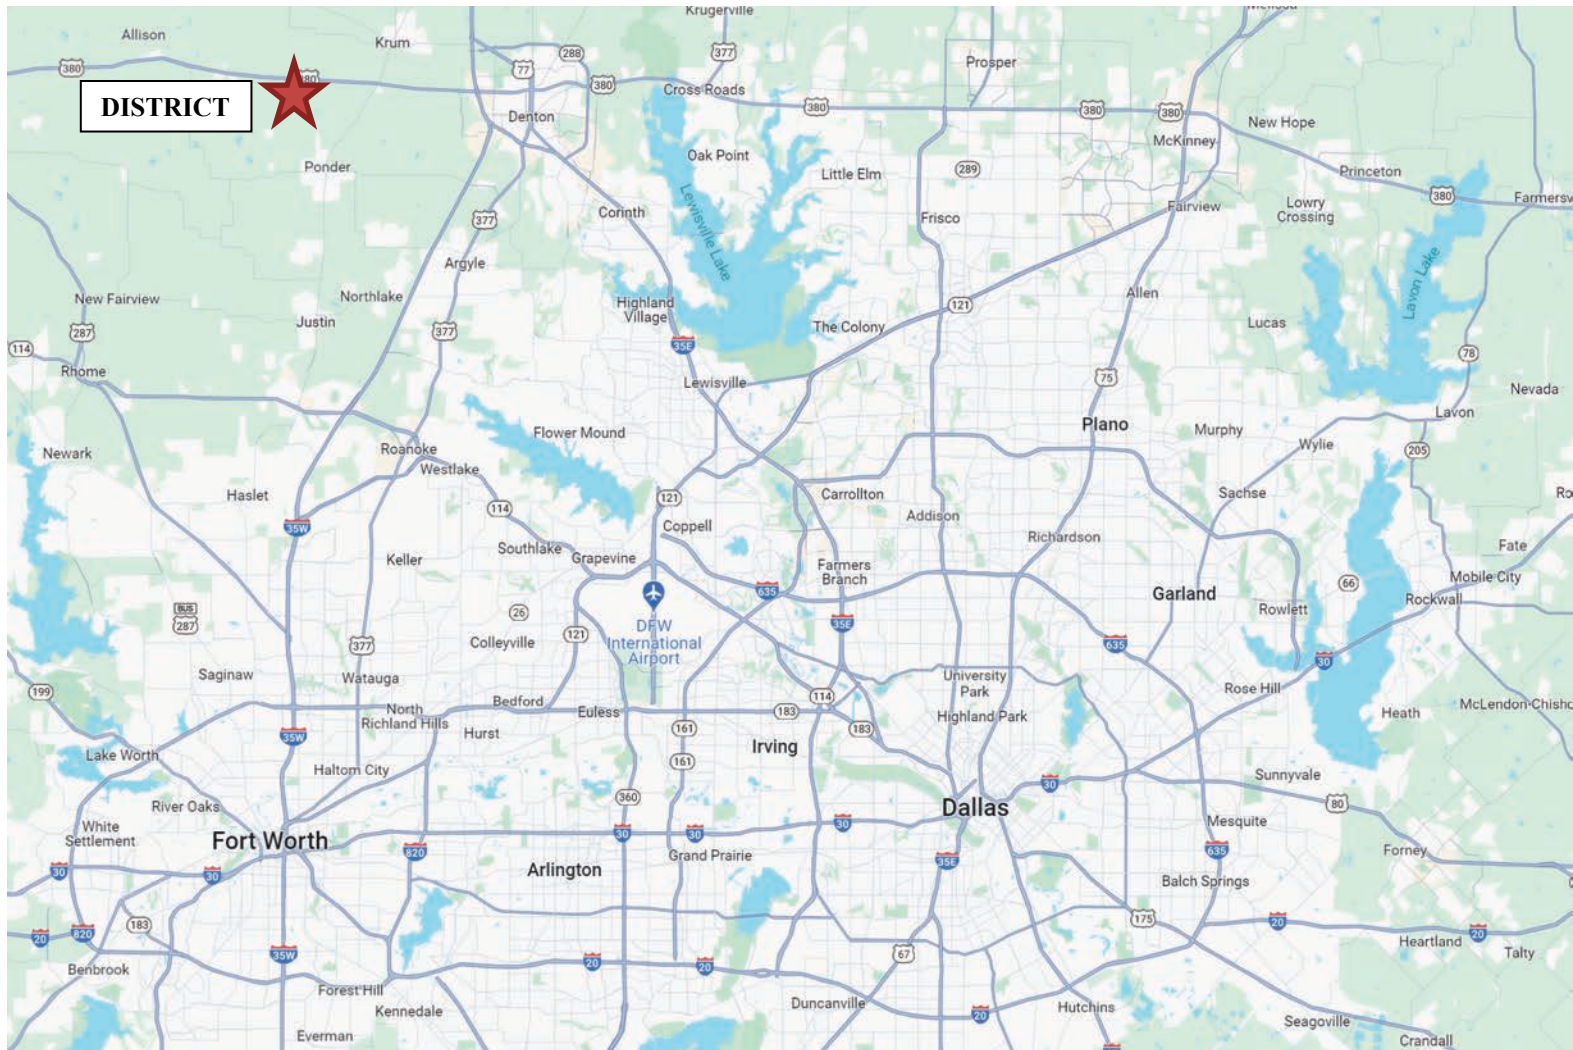 Krugerville
Melissa
Allison
Krum
288
377
380
77
Prosper
380
380
Cross Roads
DISTRICT
380
380
380
Denton
New Hope
McKinney
Oak Point
Ponder
289
Little Elm
Princeton
380
Farmersv
Lewisville Lake
Corinth
377
Frisco
Fairview
Lowry
Crossing
Argyle
Lavon Lake
New Fairview
Northlake
Highland
Village
121
Allen
Justin
287
377
The Colony
Lucas
114
35E
78
Rhome
Lewisville
75
Nevada
Plano
Lavon
Flower Mound
Murphy
Wylie
Newark
Roanoke
205
Westlake
Haslet
121
Carrollton
Sachse
Ro
35W
114
Coppell
Addison
Southlake
Grapevine
Richardson
Fate
Keller
Farmers
Branch
635
66
Mobile City
Garland
Rockwall
BUS
287
26
DFW
International
Airport
35E
Rowlett
121
Colleyville
377
635
30
Saginaw
Watauga
University
Park
Rose Hill
199
114
Bedford
Euless
183
Highland Park
McLendon-Chisho
North
Richland Hills
Heath
35W
Hurst
161
183
Irving
Lake Worth
161
Haltom City
30
Sunnyvale
360
River Oaks
Dallas
80
White
Settlement
30
30
30
Mesquite
Fort Worth
820
Grand Prairie
35E
635
Forney
30
30
Arlington
Balch Springs
183
175
20
820
20
20
Heartland
35W
67
Talty
Benbrook
20
20
Forest Hill
Duncanville
Hutchins
Kennedale
20
Seagoville
Everman
Crandall